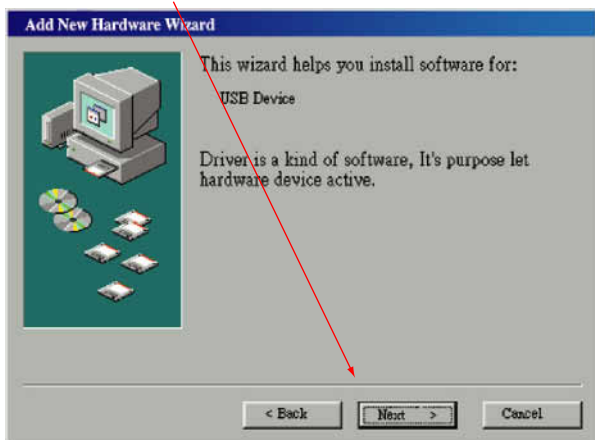 Add New Hardware Wizard
This wizard helps you install software for:
USB Device
Driver is a kind of software, It's purpose let
hardware device active.
< Back
Next >
Cancel